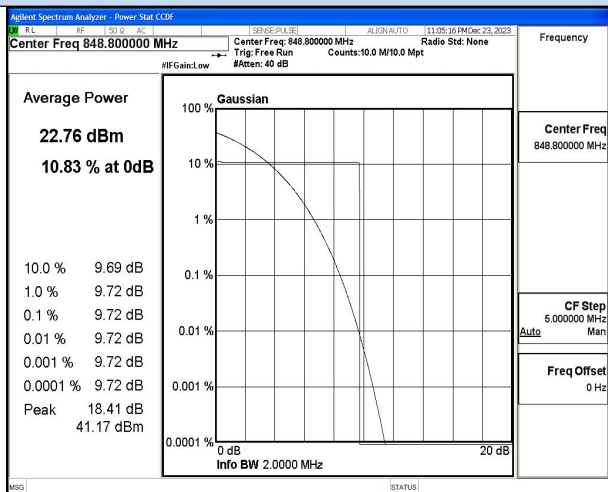 Agilent Spectrum Analyzer - Power Stat CCDF
RL RF 50 Ω AC SENSE:PULSE ALIGN AUTO 11:05:16 PM Dec 23, 2023
Center Freq 848.800000 MHz
Center Freq: 848.800000 MHz Radio Std: None
Trig: Free Run Counts:10.0 M/10.0 Mpt
#IFGain:Low #Atten: 40 dB
Frequency
Average Power
22.76 dBm
10.83 % at 0dB
10.0 % 9.69 dB
1.0 % 9.72 dB
0.1 % 9.72 dB
0.01 % 9.72 dB
0.001 % 9.72 dB
0.0001 % 9.72 dB
Peak 18.41 dB
41.17 dBm
Gaussian
100 %
10 %
1 %
0.1 %
0.01 %
0.001 %
0.0001 %
0 dB 20 dB
Info BW 2.0000 MHz
Center Freq
848.800000 MHz
CF Step
5.000000 MHz
Auto Man
Freq Offset
0 Hz
MSG STATUS